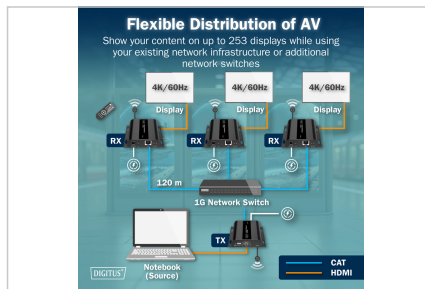 Flexible Distribution of AV
Show your content on up to 253 displays while using
your existing network infrastructure or additional
network switches
4K/60Hz
4K/60Hz
4K/60Hz
Display
Display
Display
RX
RX
RX
120 m
1G Network Switch
TX
Notebook
(Source)
DIGITUS®
CAT
HDMI